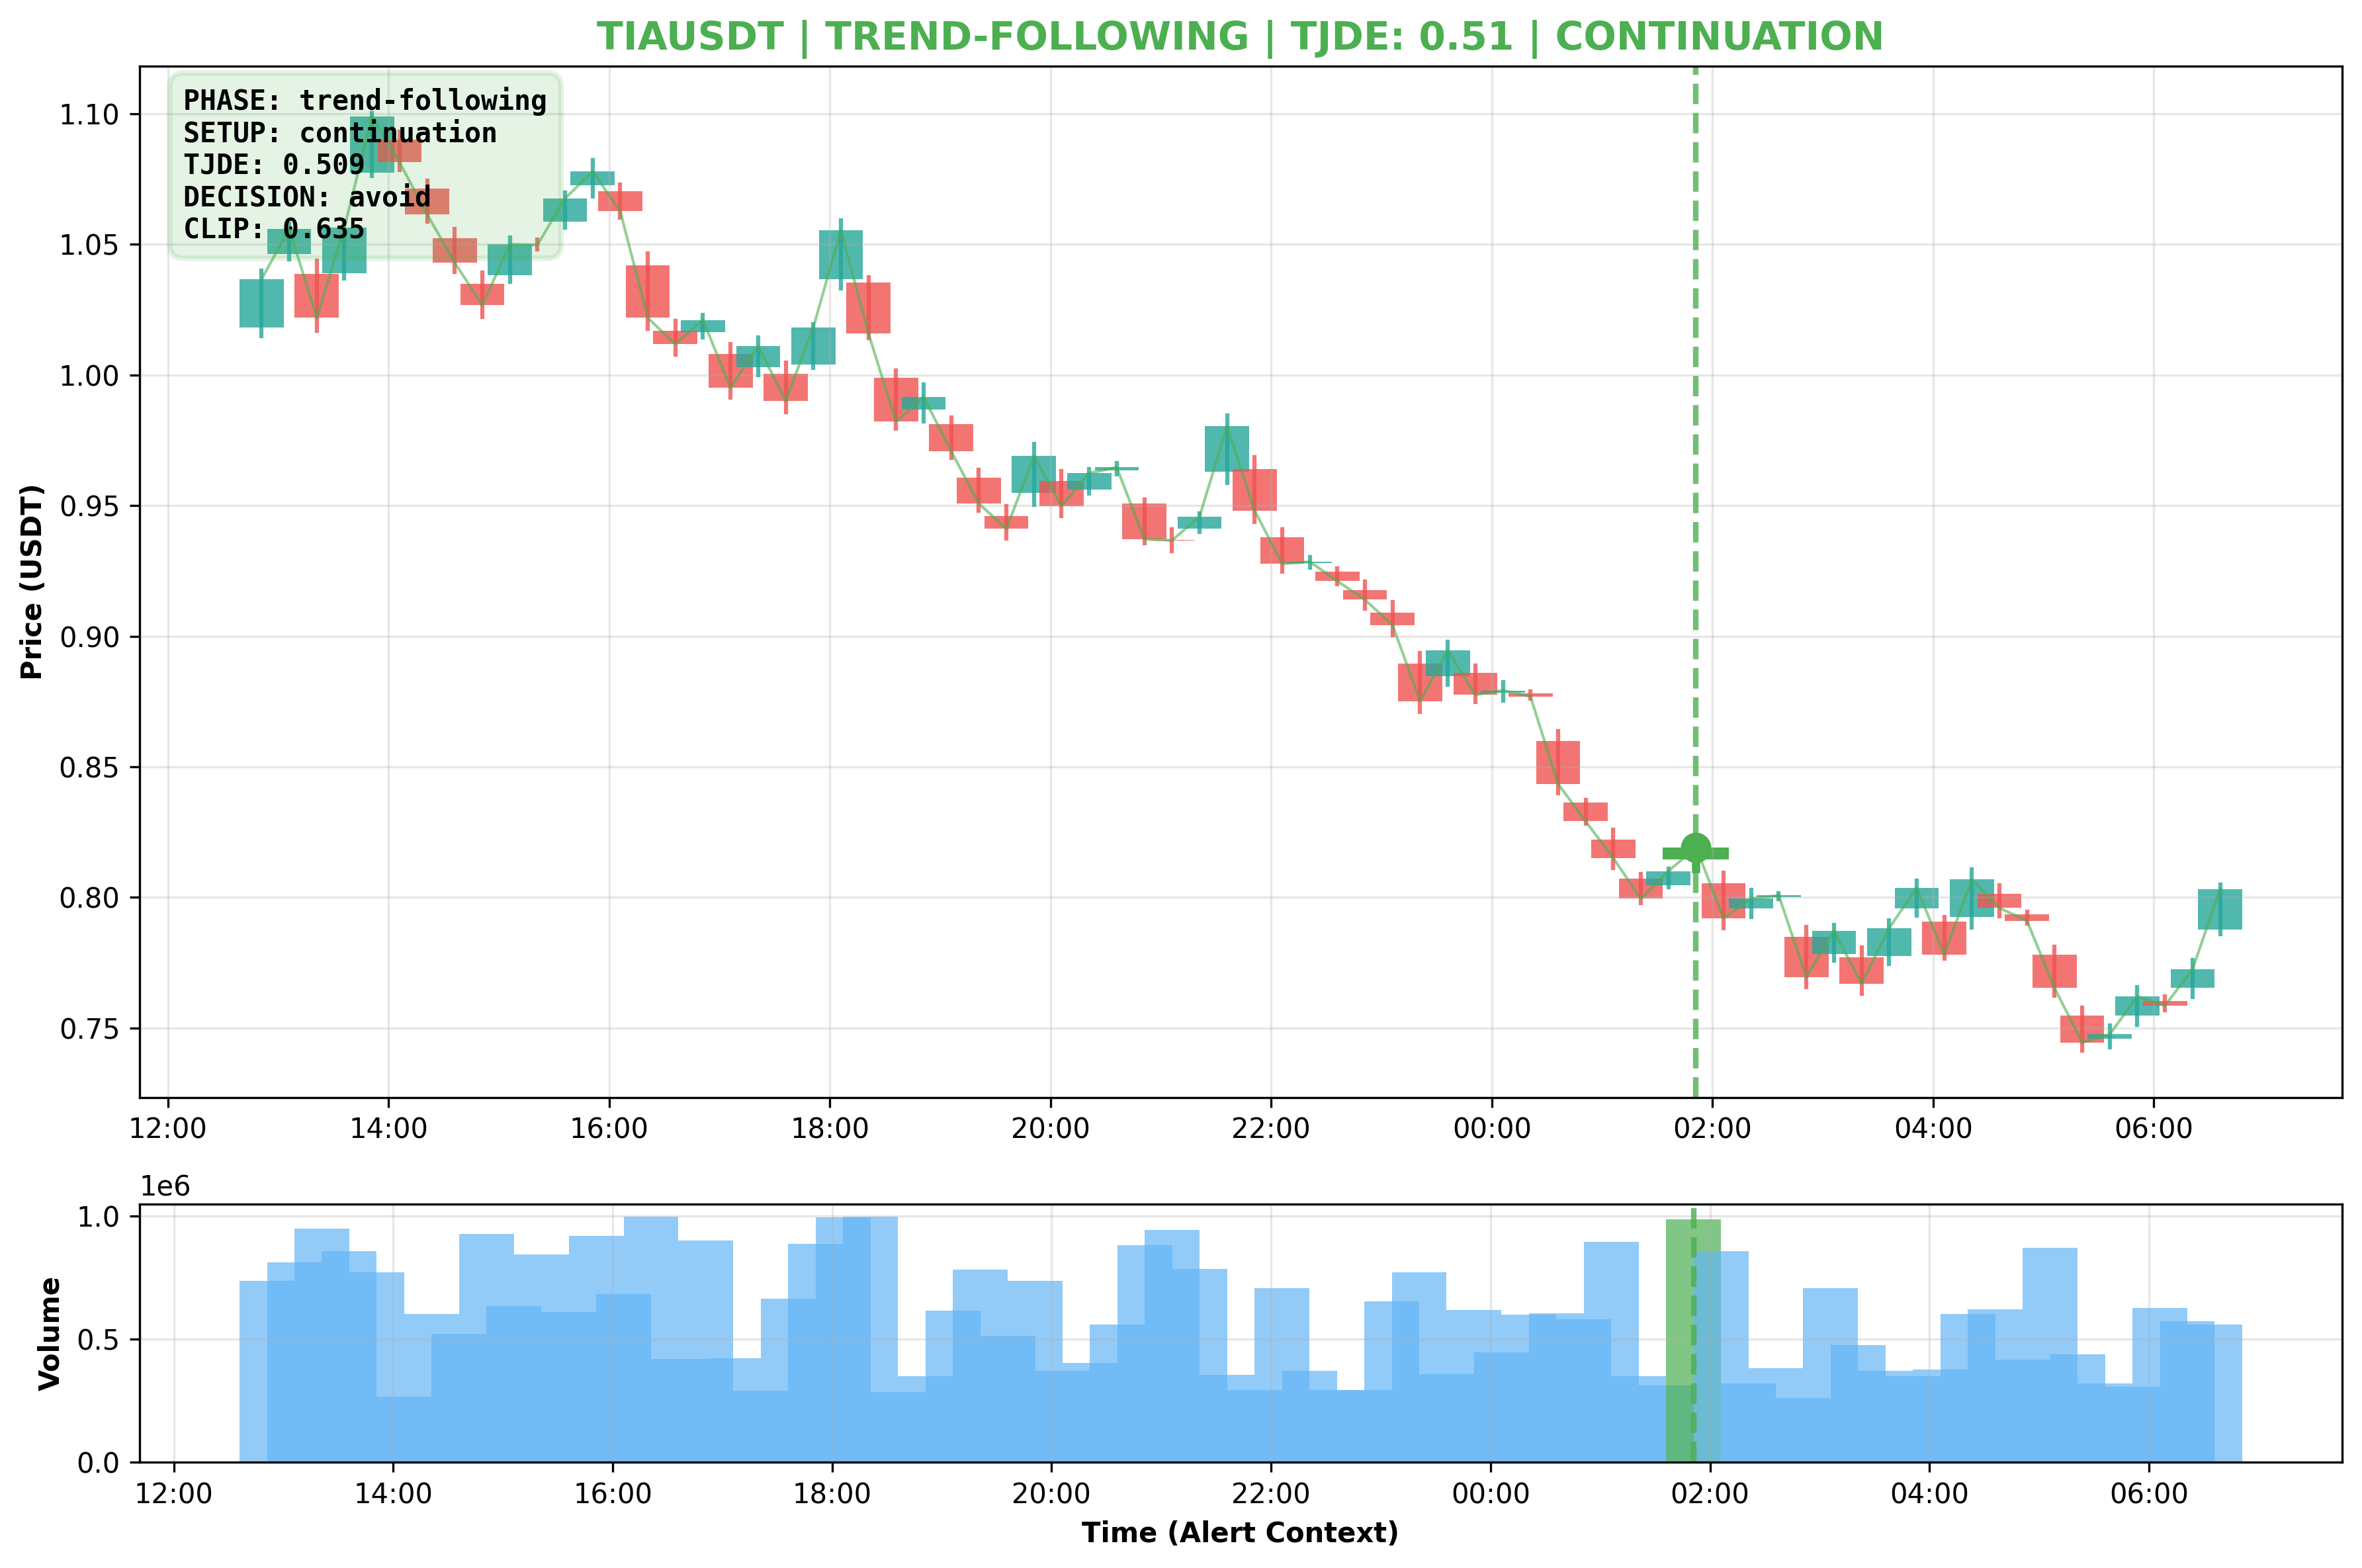 TIAUSDT | TREND-FOLLOWING | TJDE: 0.51 | CONTINUATION
PHASE: trend-following
SETUP: continuation
TJDE: 0.509
DECISION: avoid
CLIP: 0.635
Price (USDT)
1.10
1.05
1.00
0.95
0.90
0.85
0.80
0.75
12:00 14:00 16:00 18:00 20:00 22:00 00:00 02:00 04:00 06:00
1e6
Volume
1.0
0.5
0.0
12:00 14:00 16:00 18:00 20:00 22:00 00:00 02:00 04:00 06:00
Time (Alert Context)